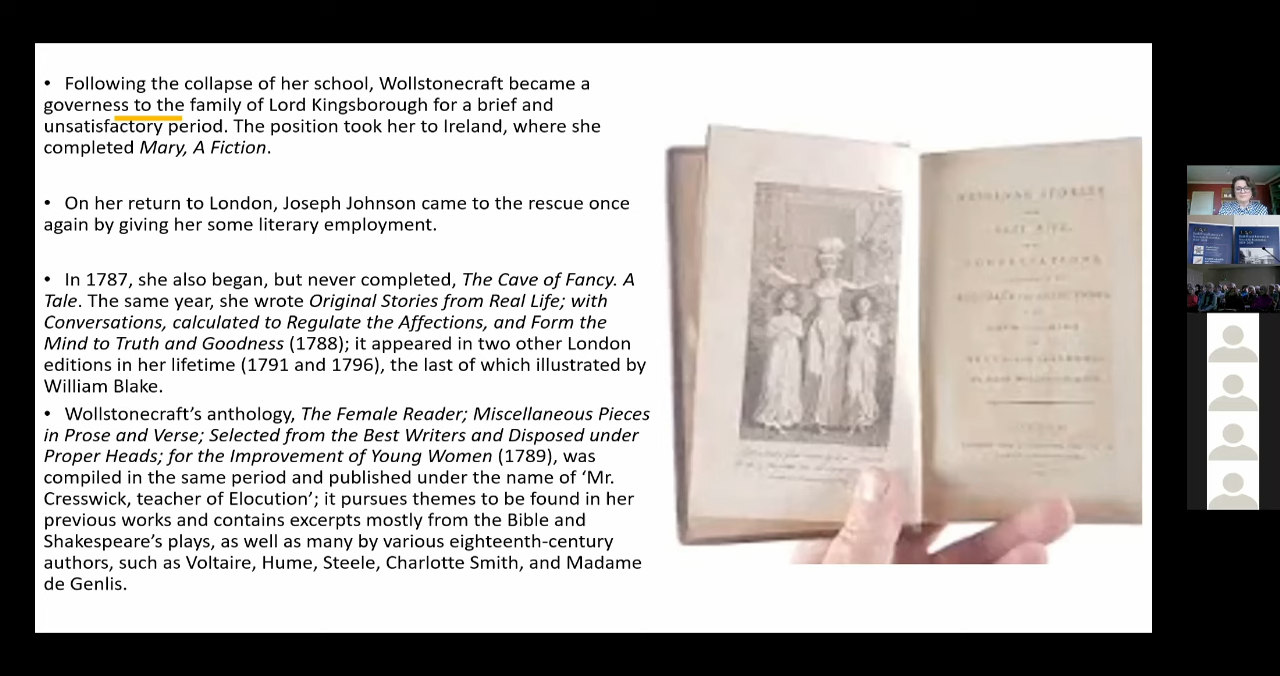 • Following the collapse of her school, Wollstonecraft became a
governess to the family of Lord Kingsborough for a brief and
unsatisfactory period. The position took her to Ireland, where she
completed Mary, A Fiction.
• On her return to London, Joseph Johnson came to the rescue once
again by giving her some literary employment.
• In 1787, she also began, but never completed, The Cave of Fancy. A
Tale. The same year, she wrote Original Stories from Real Life; with
Conversations, calculated to Regulate the Affections, and Form the
Mind to Truth and Goodness (1788); it appeared in two other London
editions in her lifetime (1791 and 1796), the last of which illustrated by
William Blake.
• Wollstonecraft’s anthology, The Female Reader; Miscellaneous Pieces
in Prose and Verse; Selected from the Best Writers and Disposed under
Proper Heads; for the Improvement of Young Women (1789), was
compiled in the same period and published under the name of ‘Mr.
Cresswick, teacher of Elocution’; it pursues themes to be found in her
previous works and contains excerpts mostly from the Bible and
Shakespeare’s plays, as well as many by various eighteenth-century
authors, such as Voltaire, Hume, Steele, Charlotte Smith, and Madame
de Genlis.
ORIGINAL STORIES
REAL LIFE
CONVERSATIONS